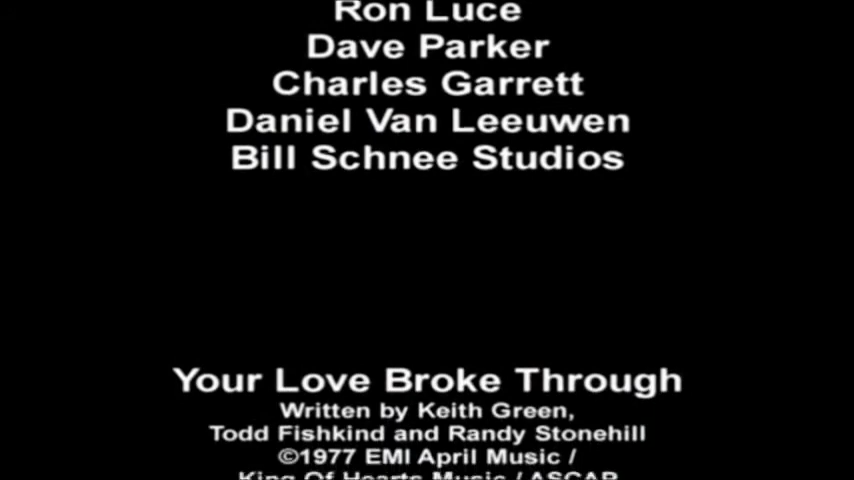 Ron Luce
Dave Parker
Charles Garrett
Daniel Van Leeuwen
Bill Schnee Studios
Your Love Broke Through
Written by Keith Green,
Todd Fishkind and Randy Stonehill
©1977 EMI April Music /
King Of Hearts Music / ASCAP